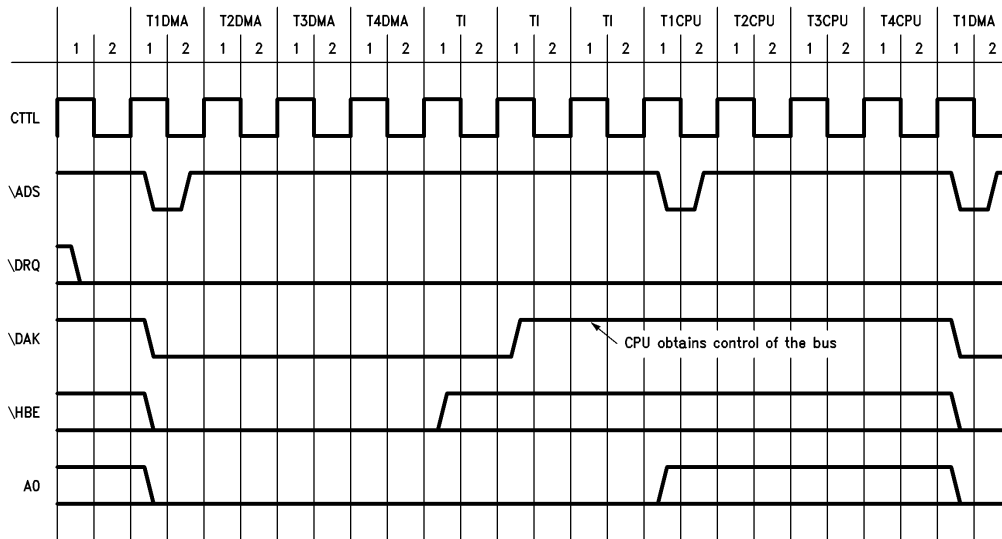 T1DMA T2DMA T3DMA T4DMA TI TI TI T1CPU T2CPU T3CPU T4CPU T1DMA
1 2 1 2 1 2 1 2 1 2 1 2 1 2 1 2 1 2 1 2 1 2 1 2 1 2
CTTL
\ADS
\DRQ
\DAK
CPU obtains control of the bus
\HBE
A0